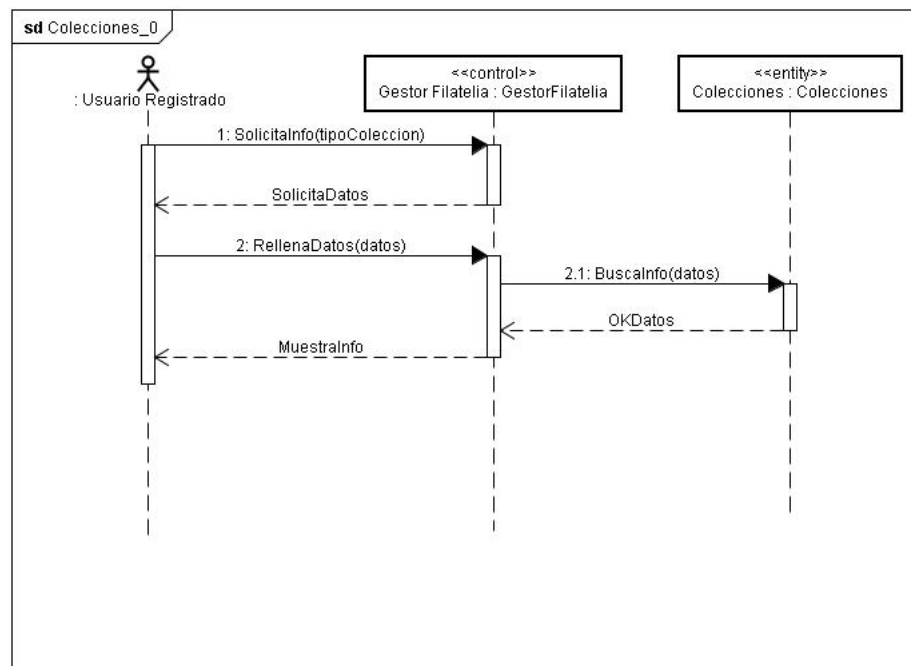 sd Colecciones_0
: Usuario Registrado
<<control>>
Gestor Filatelia : GestorFilatelia
<<entity>>
Colecciones : Colecciones
1: SolicitaInfo(tipoColeccion)
SolicitaDatos
2: RellenaDatos(datos)
2.1: BuscaInfo(datos)
OKDatos
MuestraInfo